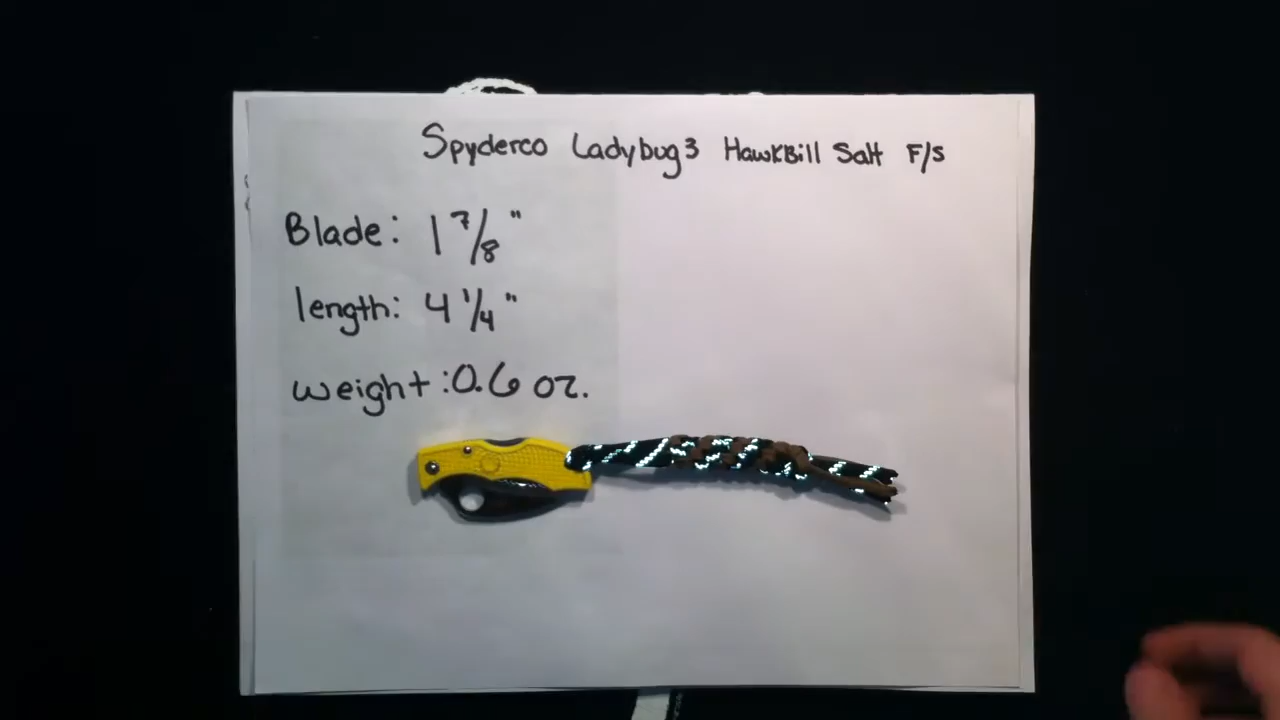 Spyderco Ladybug3 HawkBill Salt F/S
Blade: 1 7/8"
length: 4 1/4"
weight: 0.6 oz.